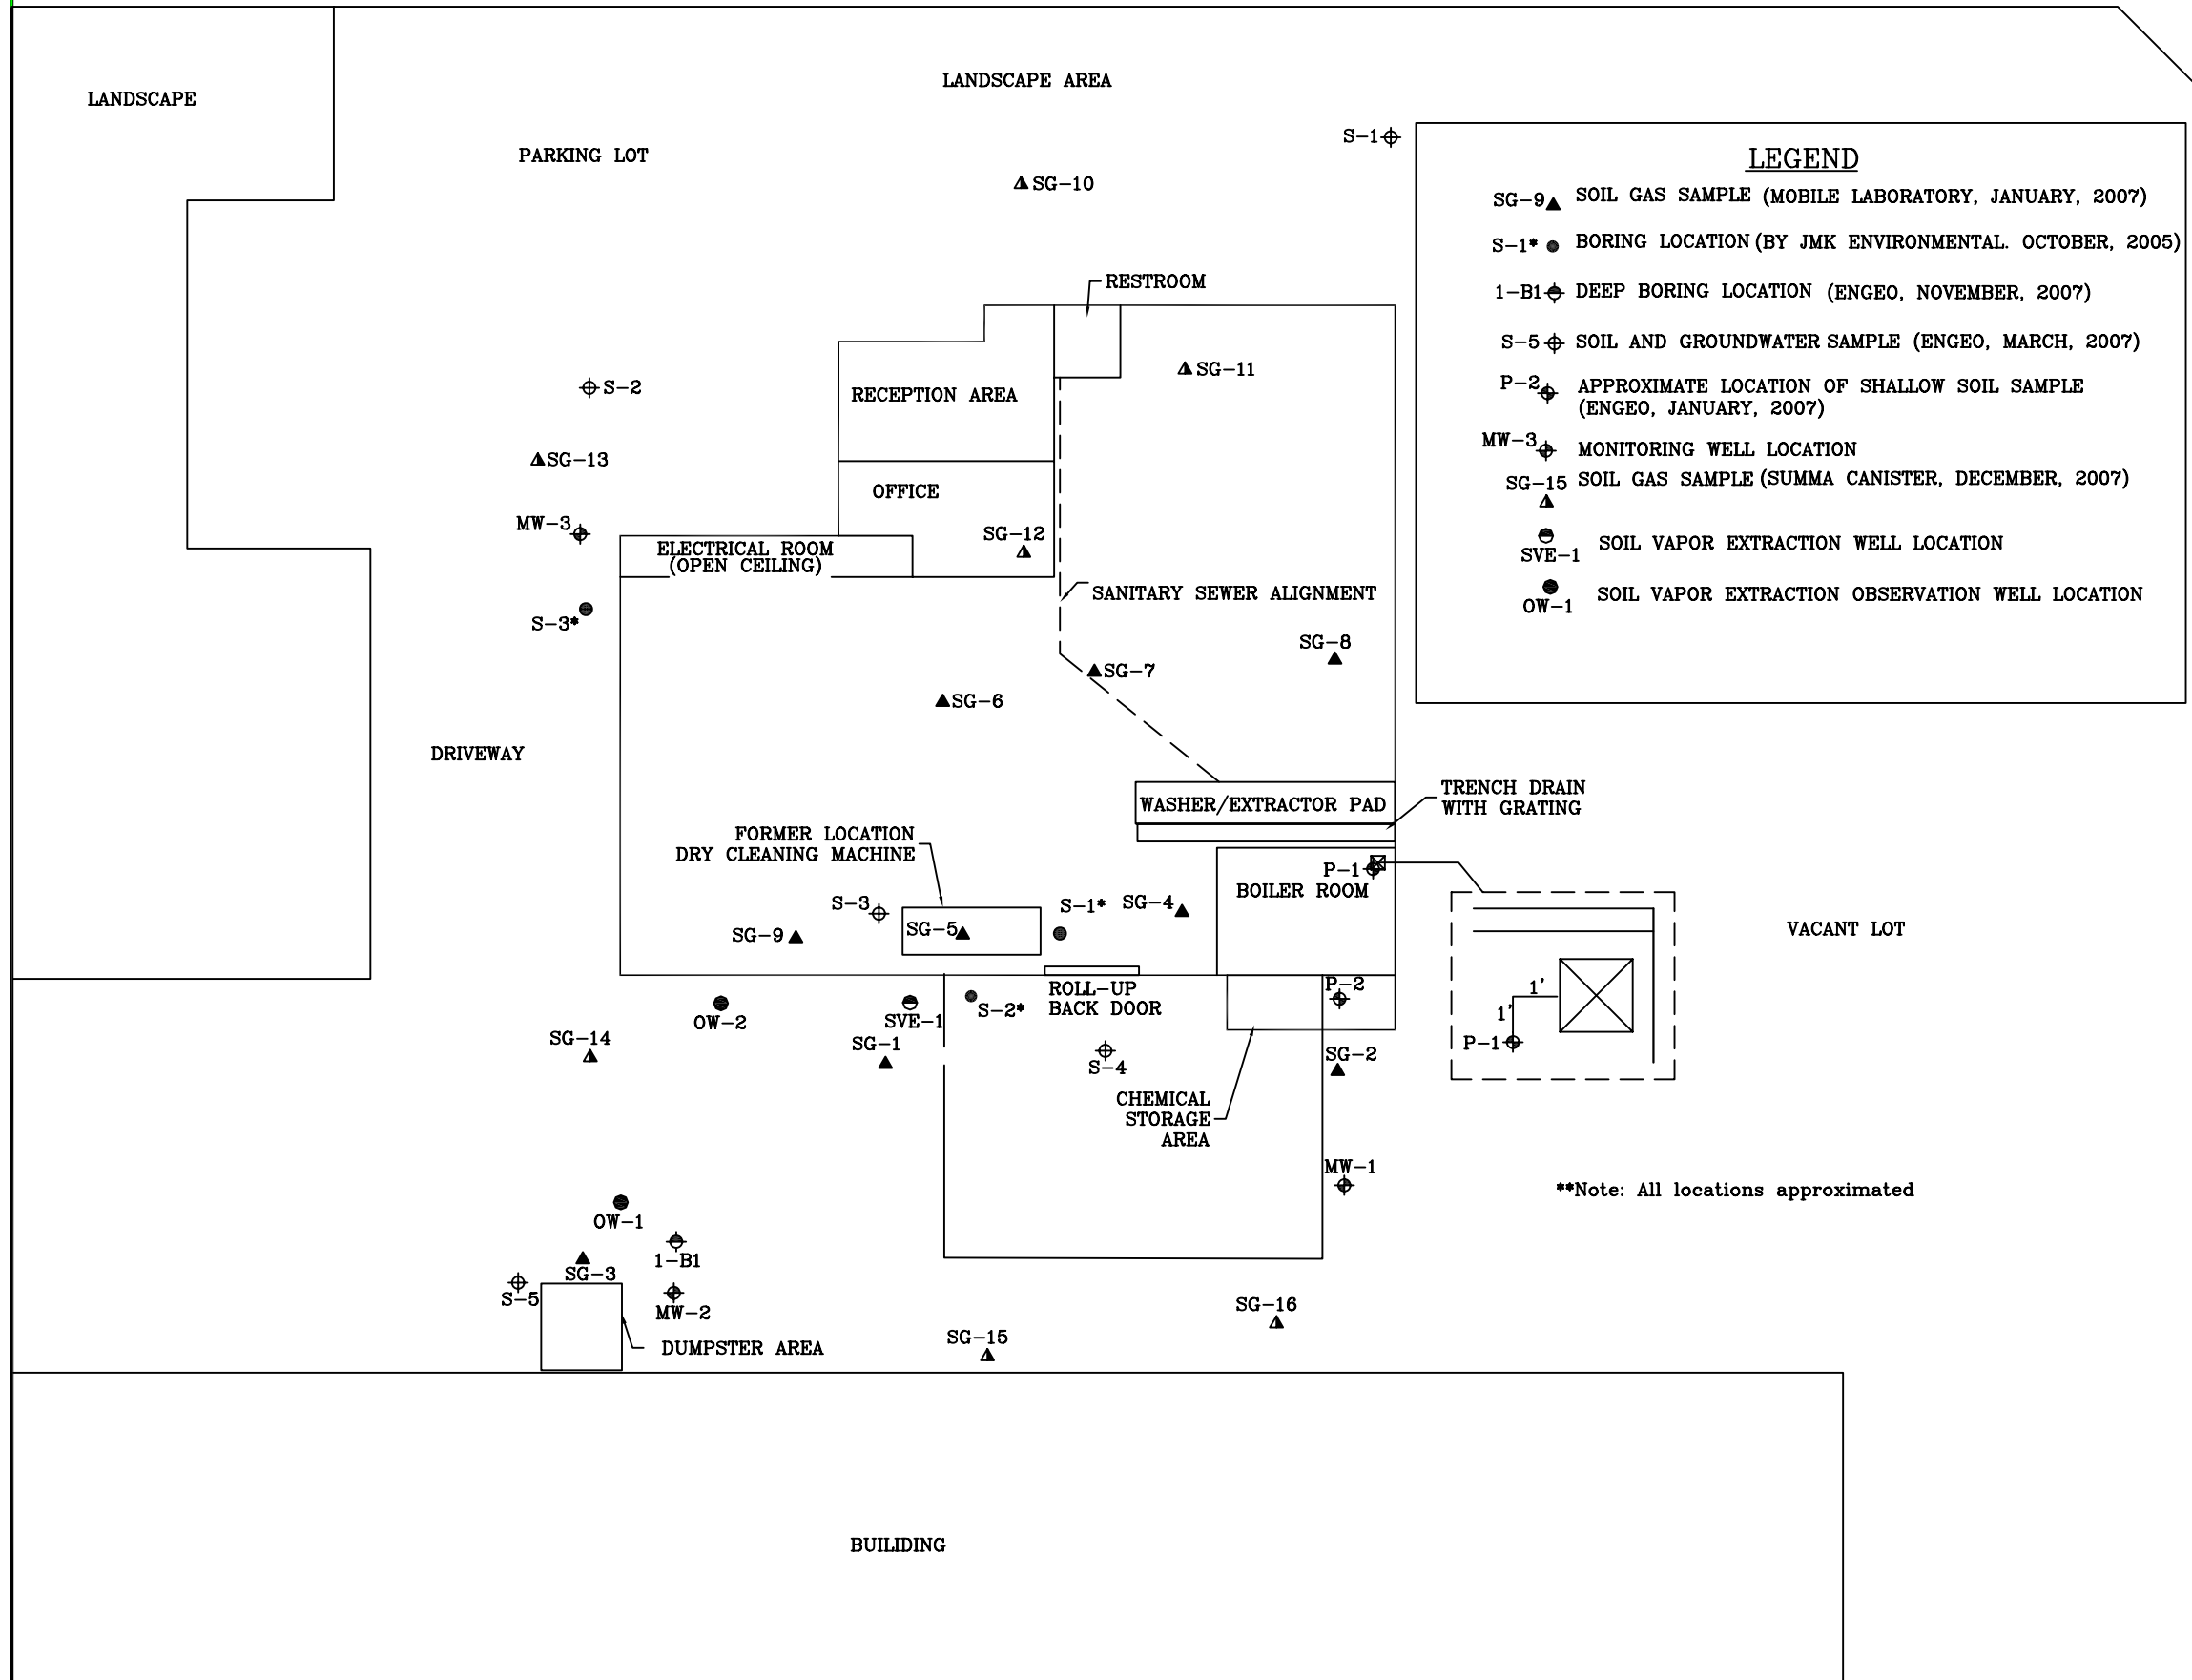 LANDSCAPE AREA
LANDSCAPE
PARKING LOT
S-1
SG-10
LEGEND
SG-9 SOIL GAS SAMPLE (MOBILE LABORATORY, JANUARY, 2007)
S-1* BORING LOCATION (BY JMK ENVIRONMENTAL. OCTOBER, 2005)
1-B1 DEEP BORING LOCATION (ENGEO, NOVEMBER, 2007)
S-5 SOIL AND GROUNDWATER SAMPLE (ENGEO, MARCH, 2007)
P-2 APPROXIMATE LOCATION OF SHALLOW SOIL SAMPLE
(ENGEO, JANUARY, 2007)
MW-3 MONITORING WELL LOCATION
SG-15 SOIL GAS SAMPLE (SUMMA CANISTER, DECEMBER, 2007)
SVE-1 SOIL VAPOR EXTRACTION WELL LOCATION
OW-1 SOIL VAPOR EXTRACTION OBSERVATION WELL LOCATION
RESTROOM
SG-11
S-2
RECEPTION AREA
SG-13
OFFICE
MW-3
SG-12
ELECTRICAL ROOM
(OPEN CEILING)
SANITARY SEWER ALIGNMENT
S-3*
SG-8
SG-7
SG-6
DRIVEWAY
TRENCH DRAIN
WITH GRATING
WASHER/EXTRACTOR PAD
FORMER LOCATION
DRY CLEANING MACHINE
P-1
BOILER ROOM
S-3
S-1*
SG-4
SG-9
SG-5
VACANT LOT
ROLL-UP
BACK DOOR
P-2
1'
1'
P-1
S-2*
OW-2
SVE-1
SG-14
SG-1
S-4
SG-2
CHEMICAL
STORAGE
AREA
MW-1
**Note: All locations approximated
OW-1
1-B1
SG-3
S-5
MW-2
SG-16
SG-15
DUMPSTER AREA
BUILIDING